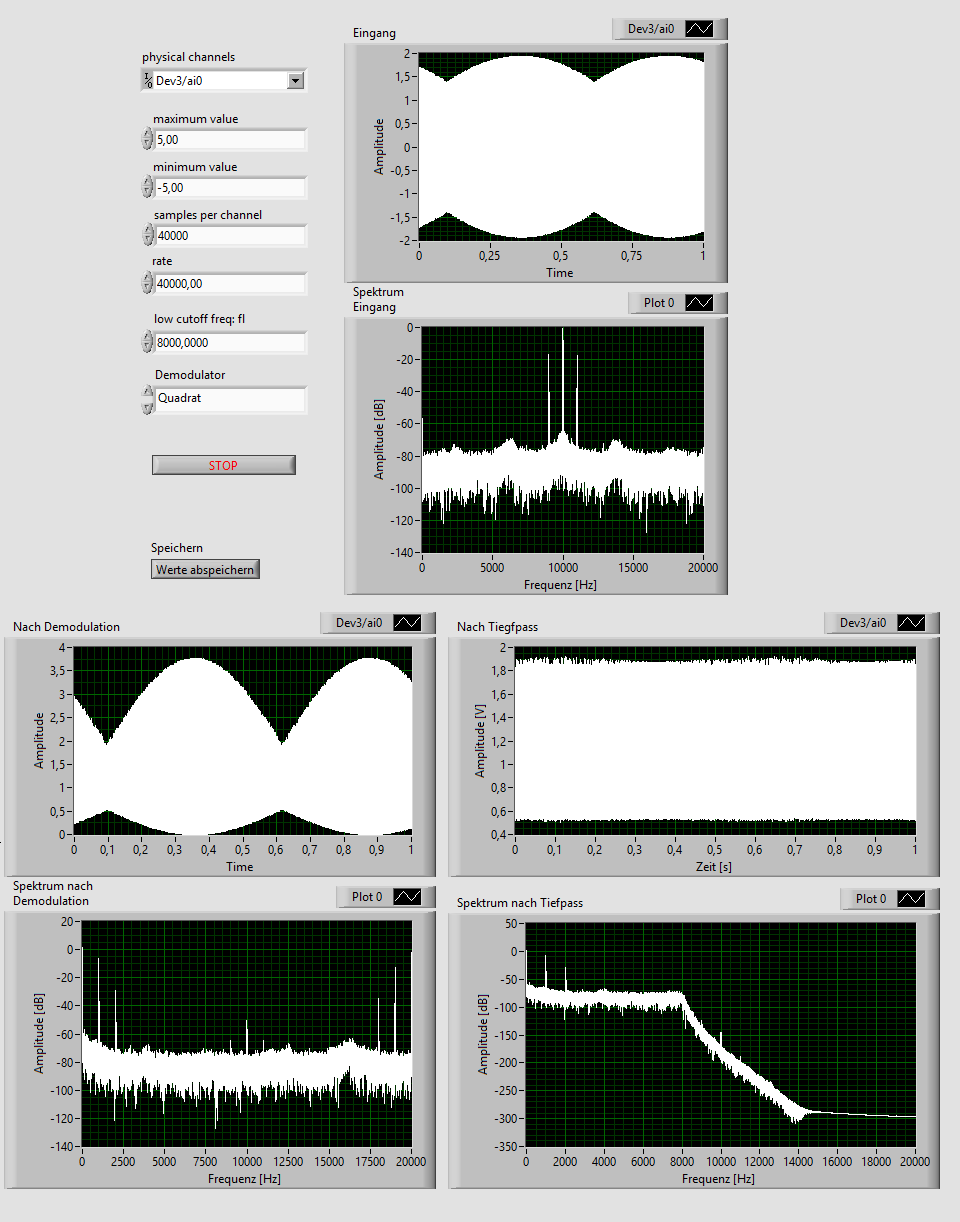 physical channels
I/O Dev3/ai0
maximum value
5,00
minimum value
-5,00
samples per channel
40000
rate
40000,00
low cutoff freq: fl
8000,0000
Demodulator
Quadrat
STOP
Speichern
Werte abspeichern
Eingang
Dev3/ai0
Amplitude
2
1,5
1
0,5
0
-0,5
-1
-1,5
-2
0 0,25 0,5 0,75 1
Time
Spektrum
Eingang
Plot 0
Amplitude [dB]
0
-20
-40
-60
-80
-100
-120
-140
0 5000 10000 15000 20000
Frequenz [Hz]
Nach Demodulation
Dev3/ai0
Amplitude
4
3,5
3
2,5
2
1,5
1
0,5
0
0 0,1 0,2 0,3 0,4 0,5 0,6 0,7 0,8 0,9 1
Time
Nach Tiegfpass
Dev3/ai0
Amplitude [V]
2
1,8
1,6
1,4
1,2
1
0,8
0,6
0,4
0 0,1 0,2 0,3 0,4 0,5 0,6 0,7 0,8 0,9 1
Zeit [s]
Spektrum nach
Demodulation
Plot 0
Amplitude [dB]
20
0
-20
-40
-60
-80
-100
-120
-140
0 2500 5000 7500 10000 12500 15000 17500 20000
Frequenz [Hz]
Spektrum nach Tiefpass
Plot 0
Amplitude [dB]
50
0
-50
-100
-150
-200
-250
-300
-350
0 2000 4000 6000 8000 10000 12000 14000 16000 18000 20000
Frequenz [Hz]